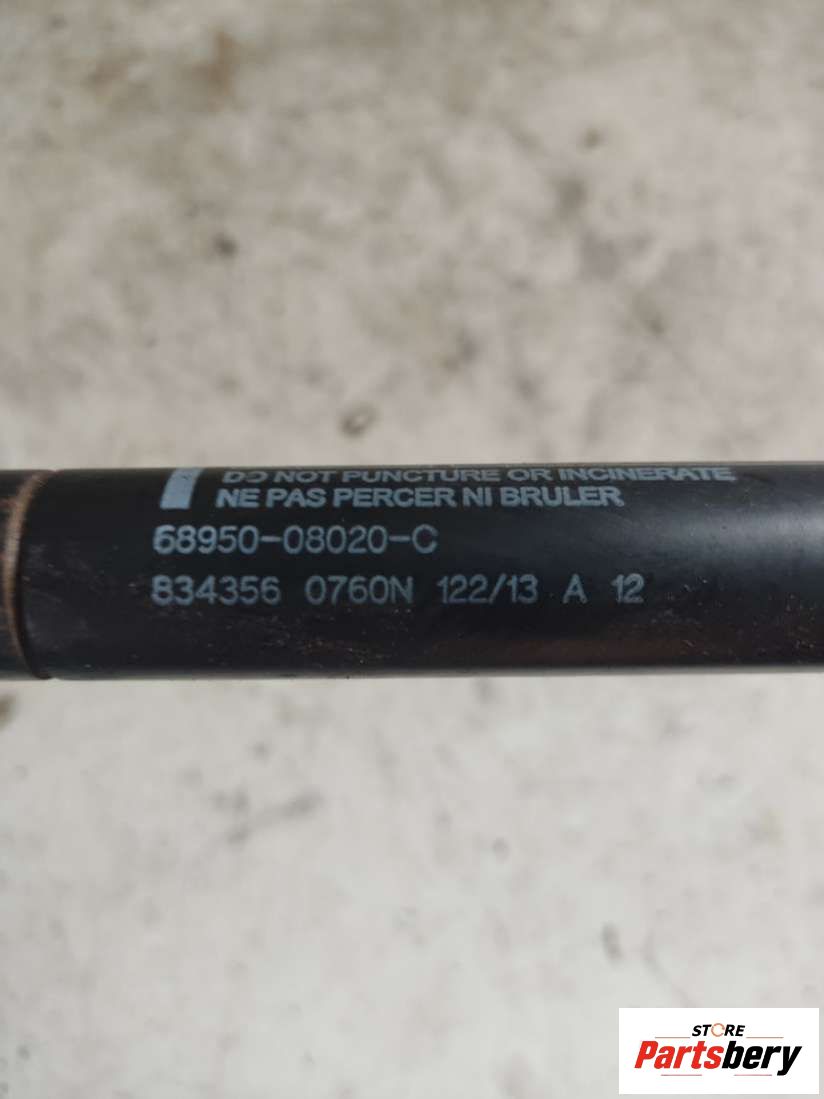 DO NOT PUNCTURE OR INCINERATE
NE PAS PERCER NI BRULER
68950-08020-C
834356 0760N 122/13 A 12
STORE
Partsbery